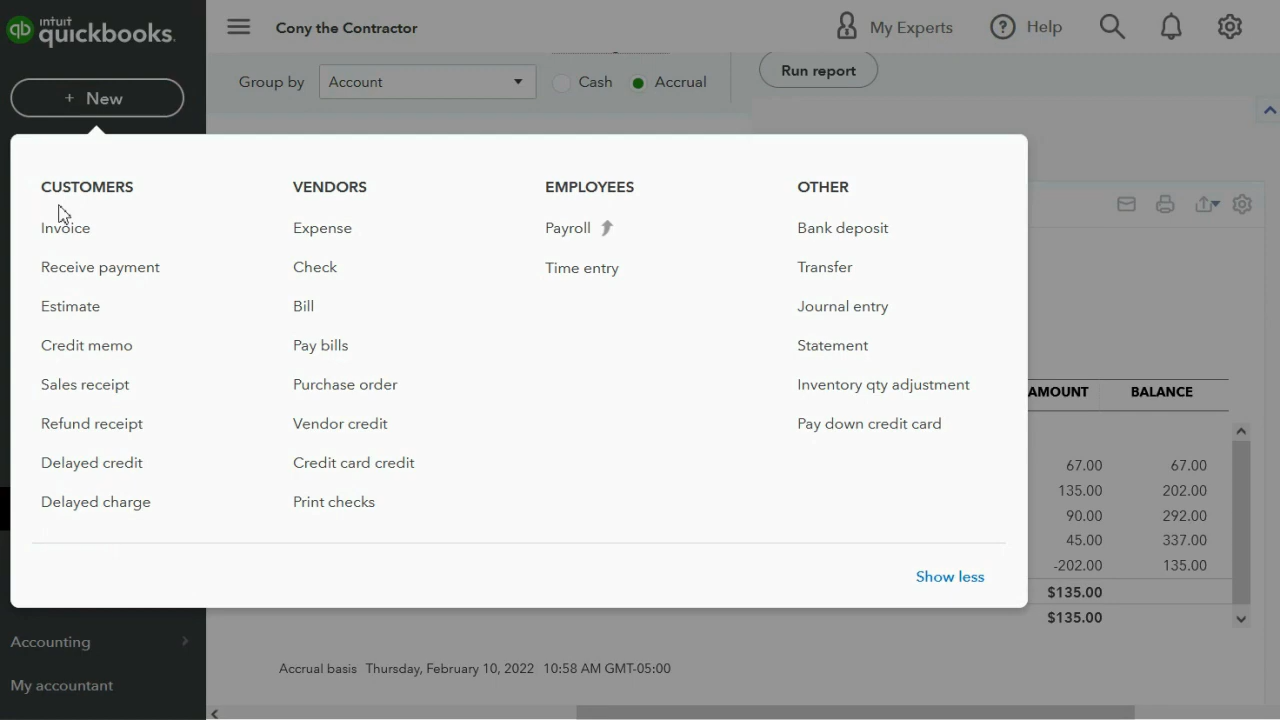 intuit
quickbooks.
Cony the Contractor
My Experts
Help
+ New
Group by
Account
Cash
Accrual
Run report
CUSTOMERS
Invoice
Receive payment
Estimate
Credit memo
Sales receipt
Refund receipt
Delayed credit
Delayed charge
VENDORS
Expense
Check
Bill
Pay bills
Purchase order
Vendor credit
Credit card credit
Print checks
EMPLOYEES
Payroll
Time entry
OTHER
Bank deposit
Transfer
Journal entry
Statement
Inventory qty adjustment
Pay down credit card
Show less
AMOUNT BALANCE
67.00 67.00
135.00 202.00
90.00 292.00
45.00 337.00
-202.00 135.00
$135.00
$135.00
Accounting
My accountant
Accrual basis Thursday, February 10, 2022 10:58 AM GMT-05:00